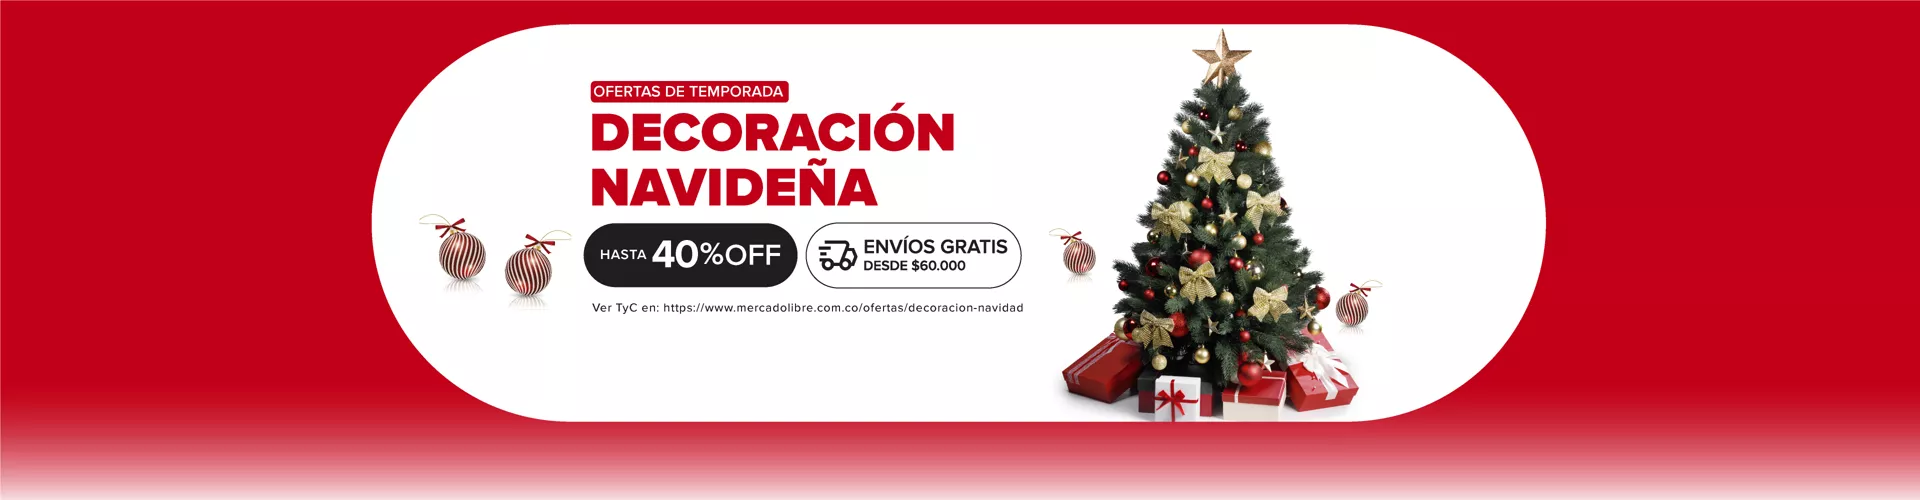 OFERTAS DE TEMPORADA
DECORACIÓN
NAVIDEÑA
HASTA 40%OFF
ENVÍOS GRATIS
DESDE $60.000
Ver TyC en: https://www.mercadolibre.com.co/ofertas/decoracion-navidad